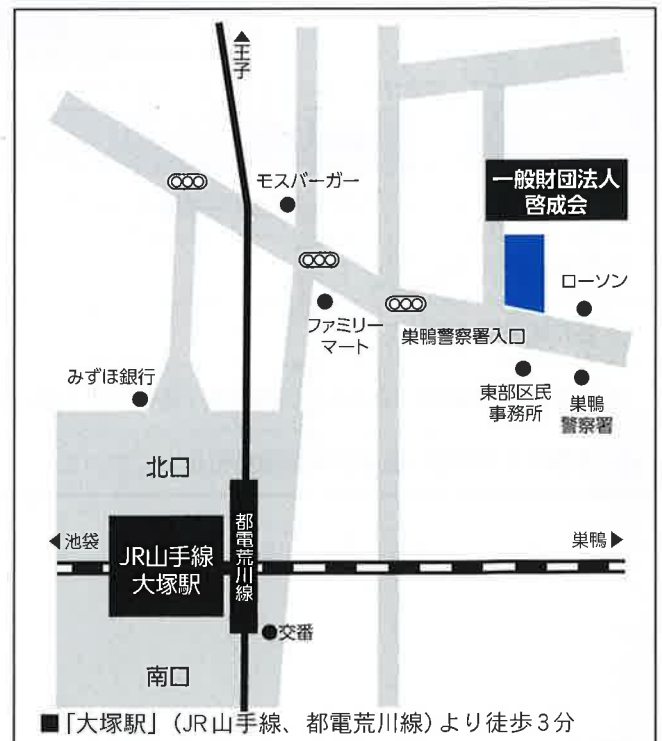 ▲王子
モスバーガー
一般財団法人
啓成会
ローソン
ファミリー
マート
巣鴨警察署入口
みずほ銀行
東部区民
事務所
巣鴨
警察署
北口
◀池袋
JR山手線
大塚駅
都電荒川線
巣鴨▶
交番
南口
■「大塚駅」(JR山手線、都電荒川線)より徒歩3分